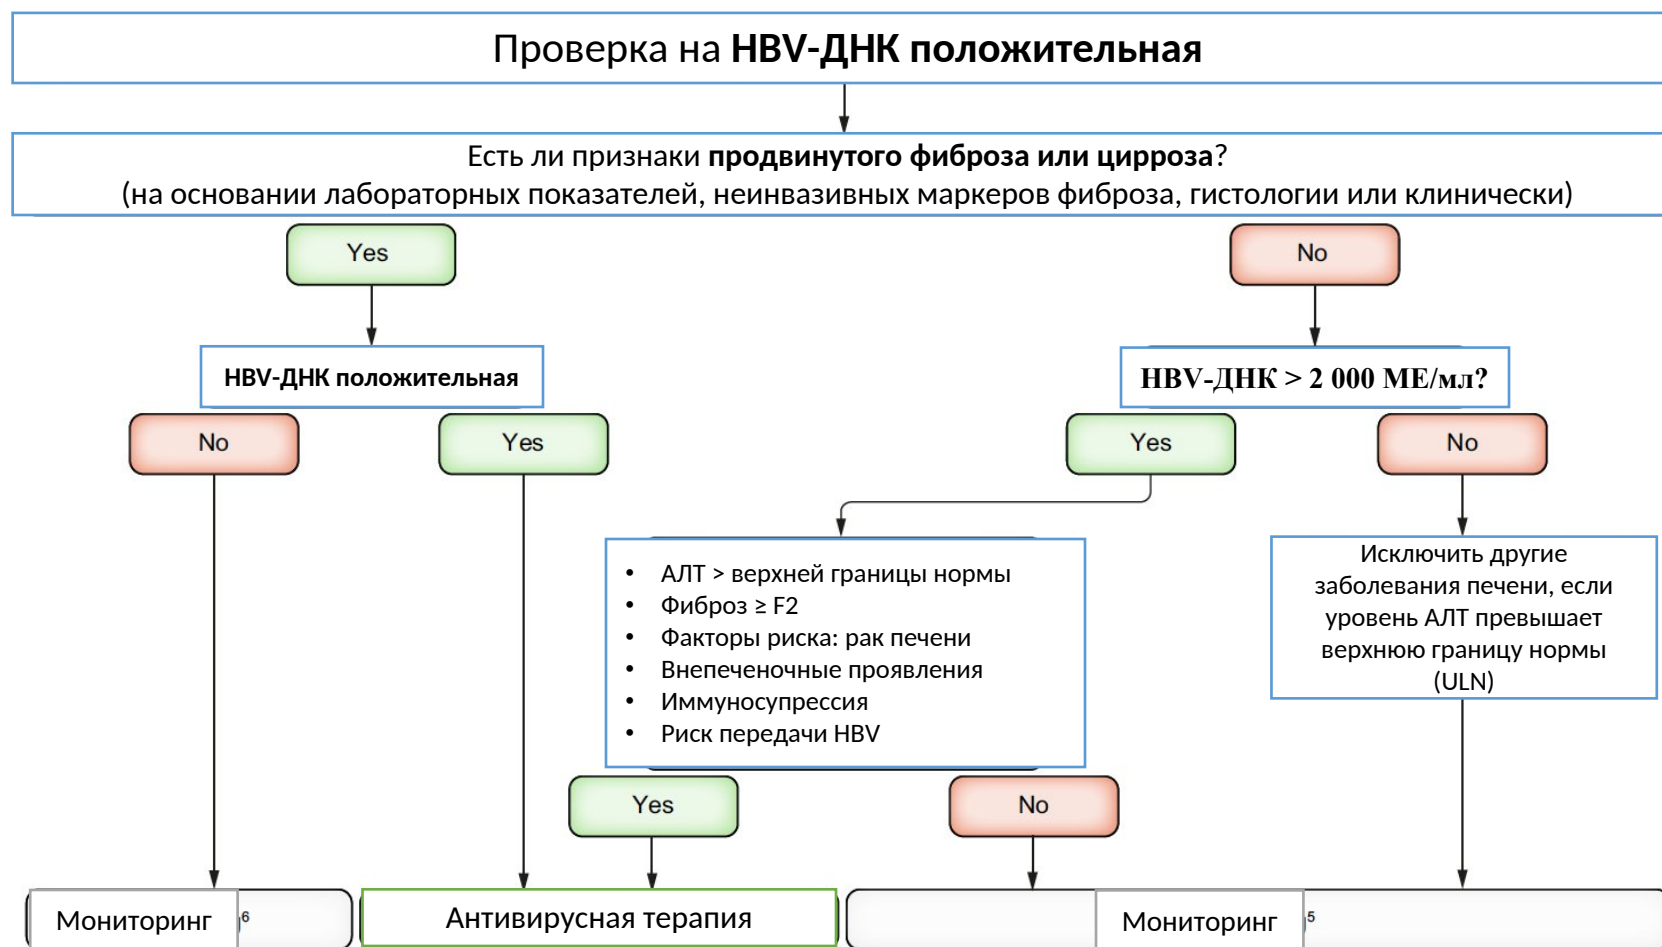 Проверка на HBV-ДНК положительная
Есть ли признаки продвинутого фиброза или цирроза?
(на основании лабораторных показателей, неинвазивных маркеров фиброза, гистологии или клинически)
Yes
No
HBV-ДНК положительная
HBV-ДНК > 2 000 МЕ/мл?
No
Yes
Yes
No
• АЛТ > верхней границы нормы
• Фиброз ≥ F2
• Факторы риска: рак печени
• Внепеченочные проявления
• Иммуносупрессия
• Риск передачи HBV
Исключить другие
заболевания печени, если
уровень АЛТ превышает
верхнюю границу нормы
(ULN)
Yes
No
Мониторинг 6
Антивирусная терапия
Мониторинг 5